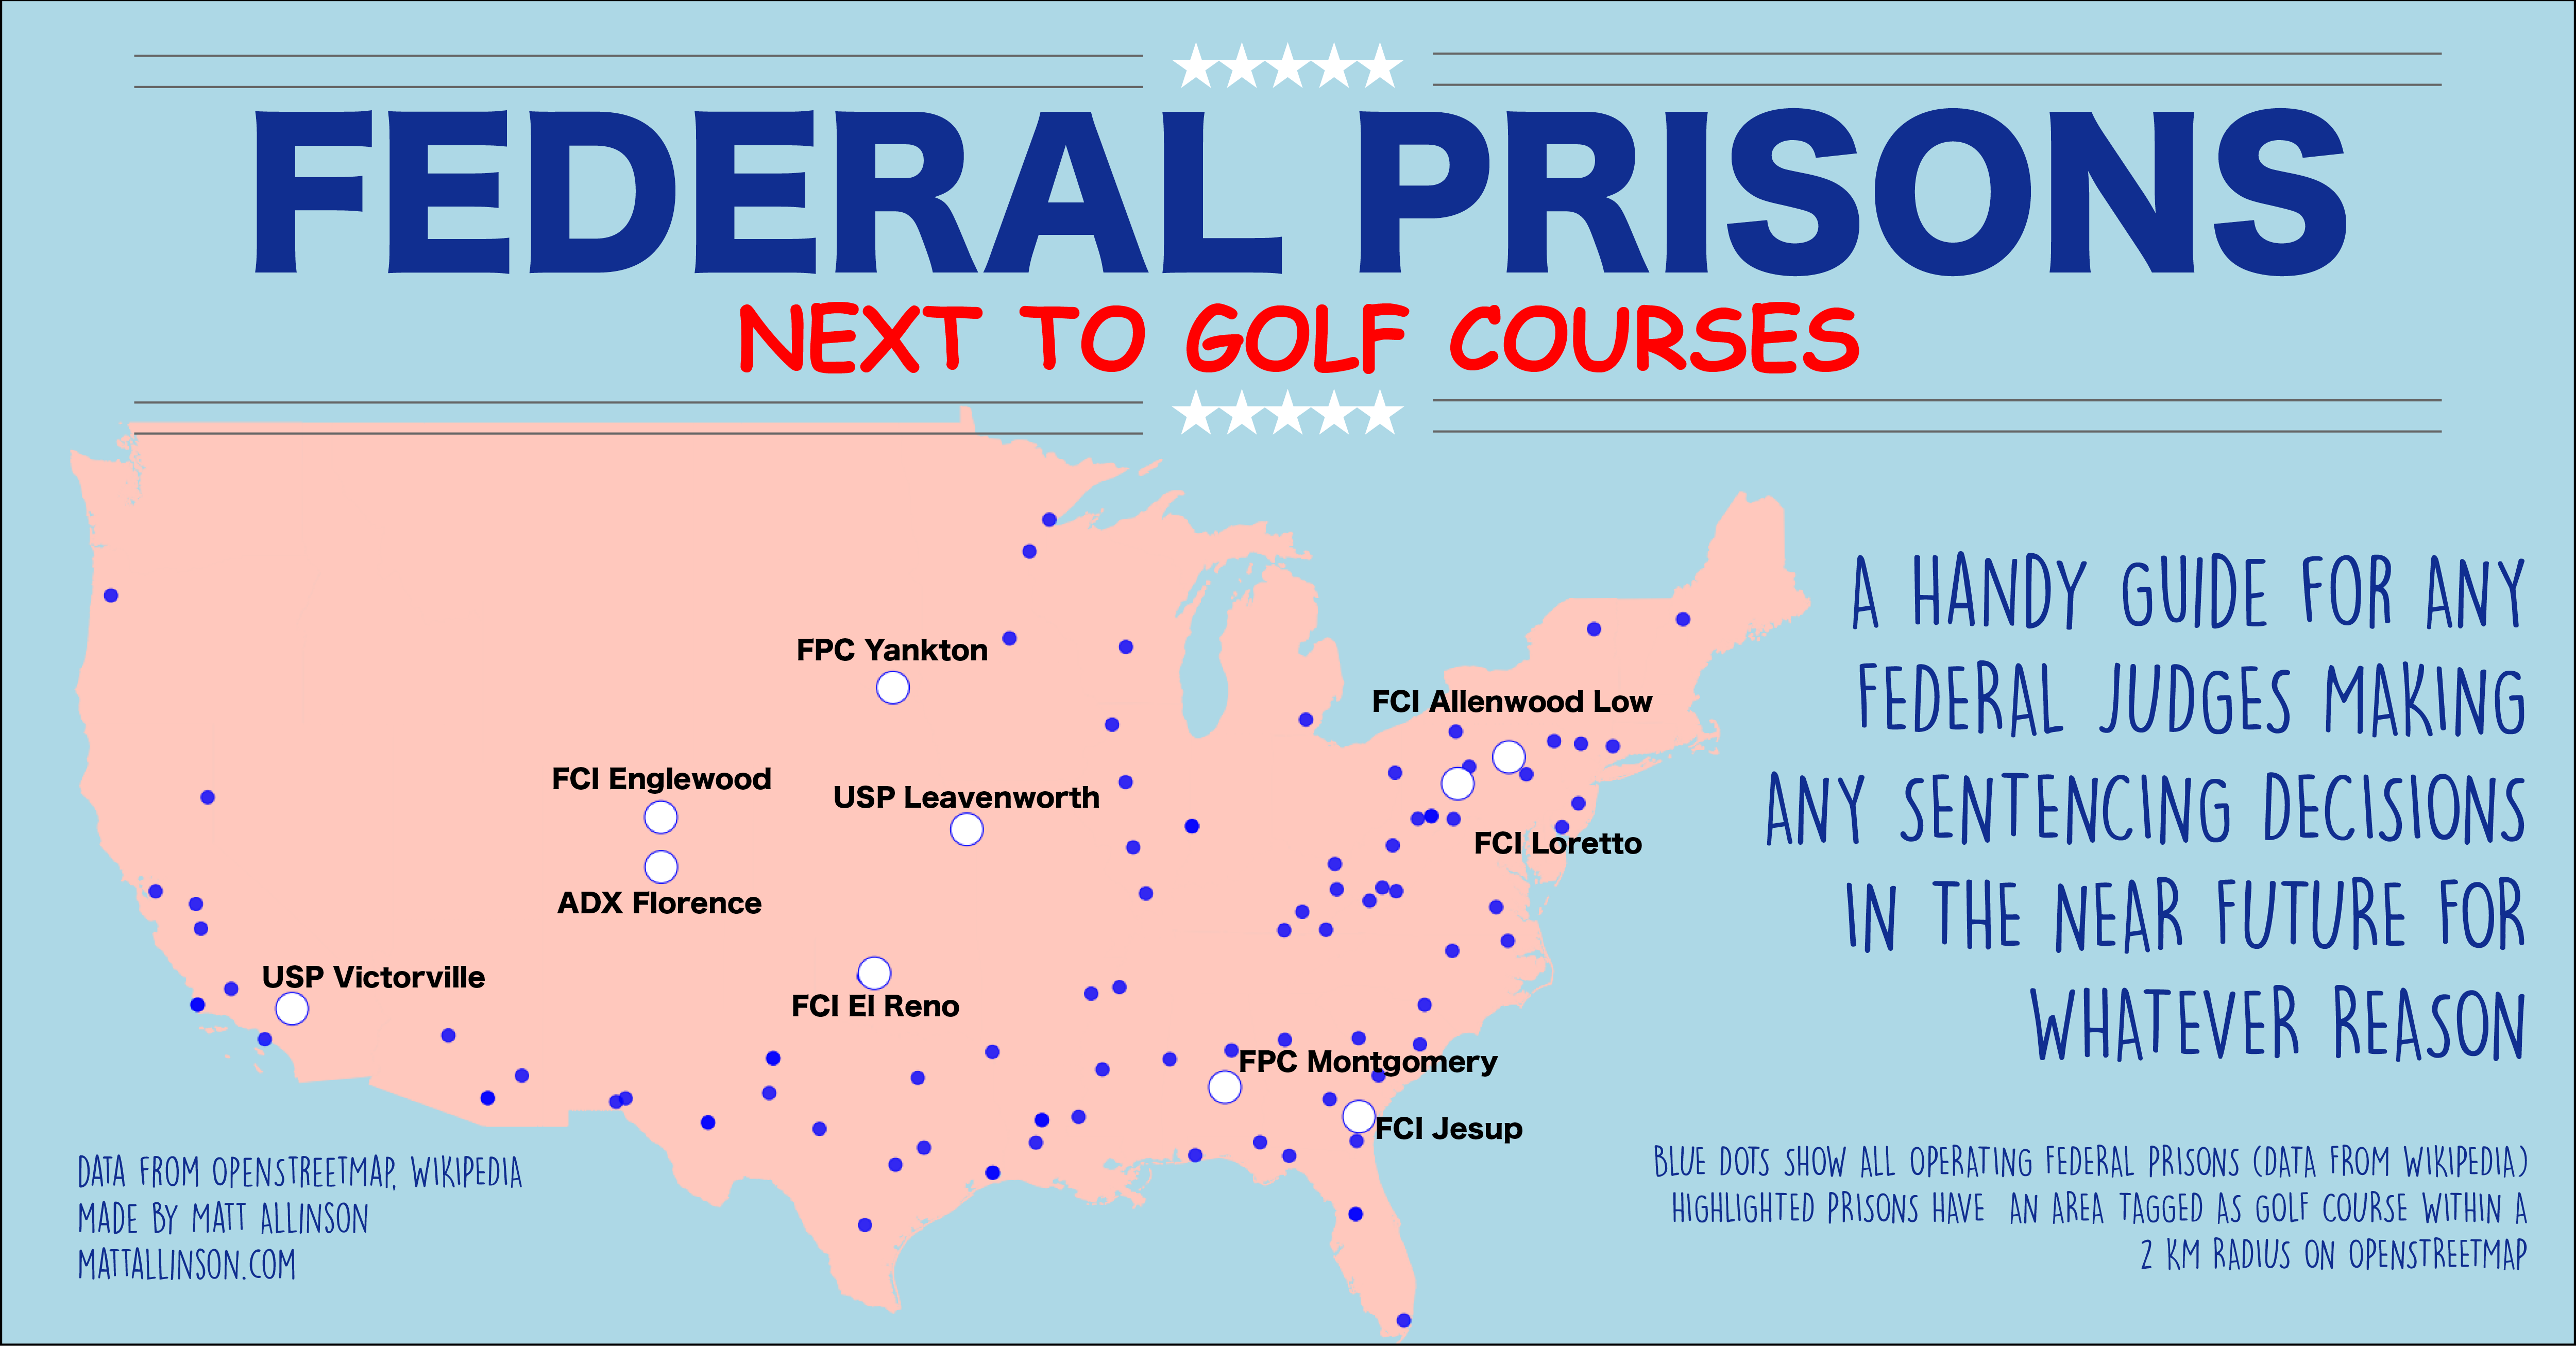 FEDERAL PRISONS
NEXT TO GOLF COURSES
A HANDY GUIDE FOR ANY
FEDERAL JUDGES MAKING
ANY SENTENCING DECISIONS
IN THE NEAR FUTURE FOR
WHATEVER REASON
FPC Yankton
FCI Allenwood Low
FCI Englewood
USP Leavenworth
FCI Loretto
ADX Florence
USP Victorville
FCI El Reno
FPC Montgomery
FCI Jesup
DATA FROM OPENSTREETMAP, WIKIPEDIA
MADE BY MATT ALLINSON
MATTALLINSON.COM
BLUE DOTS SHOW ALL OPERATING FEDERAL PRISONS (DATA FROM WIKIPEDIA)
HIGHLIGHTED PRISONS HAVE AN AREA TAGGED AS GOLF COURSE WITHIN A
2 KM RADIUS ON OPENSTREETMAP